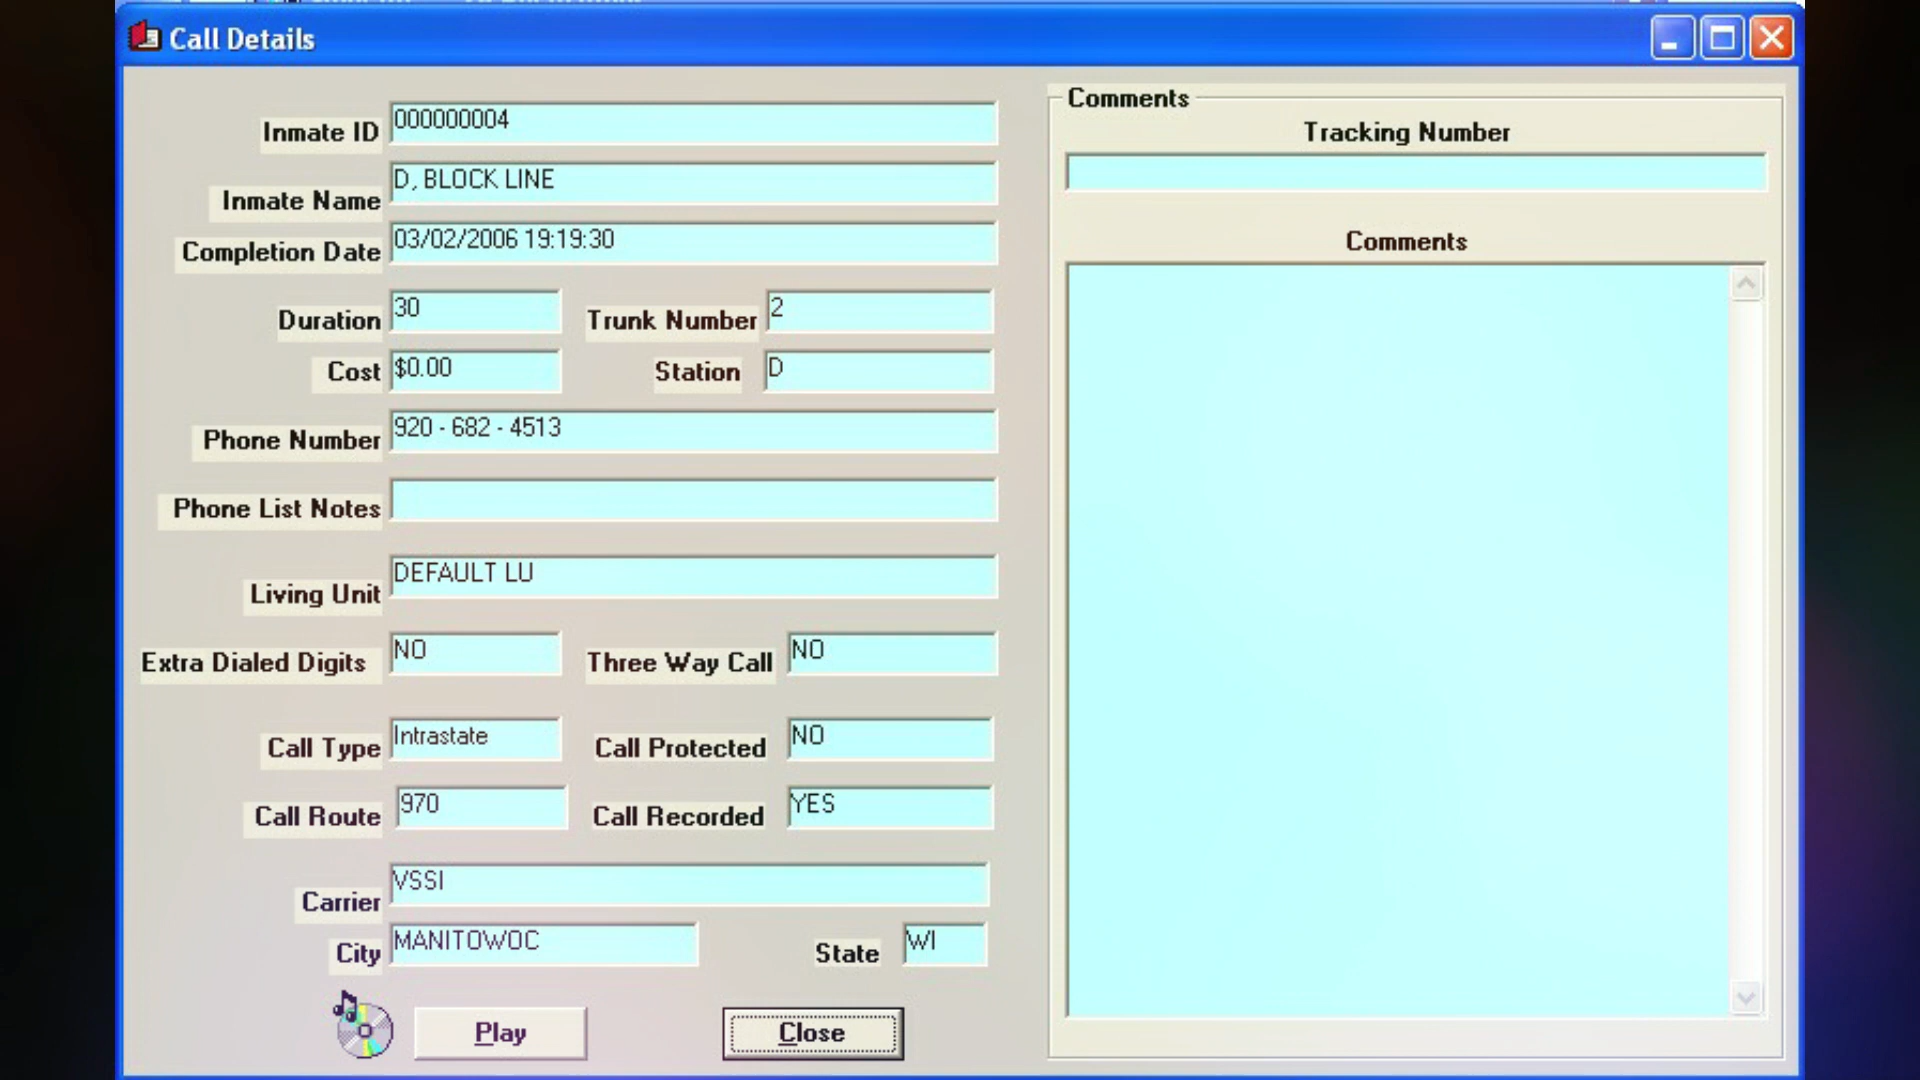 Call Details
Inmate ID 000000004
Inmate Name D, BLOCK LINE
Completion Date 03/02/2006 19:19:30
Duration 30 Trunk Number 2
Cost $0.00 Station D
Phone Number 920 - 682 - 4513
Phone List Notes
Living Unit DEFAULT LU
Extra Dialed Digits NO Three Way Call NO
Call Type Intrastate Call Protected NO
Call Route 970 Call Recorded YES
Carrier VSSI
City MANITOWOC State WI
Play Close
Comments
Tracking Number
Comments